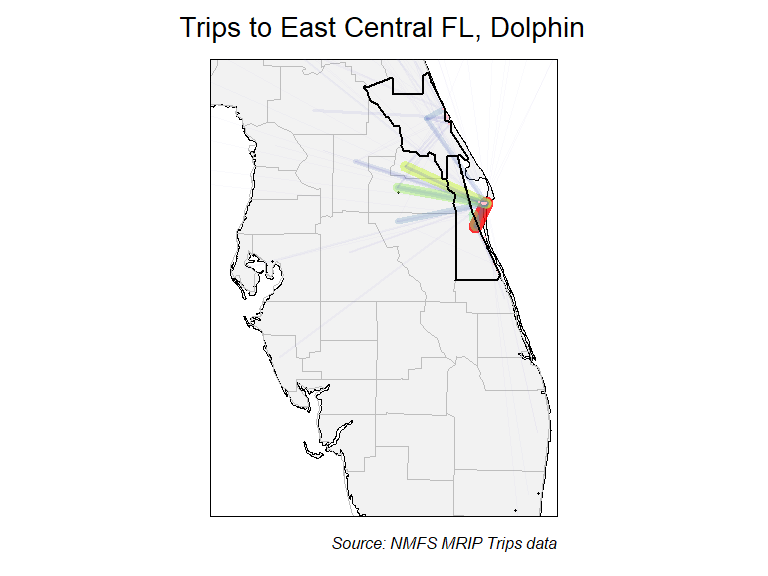 Trips to East Central FL, Dolphin
Source: NMFS MRIP Trips data